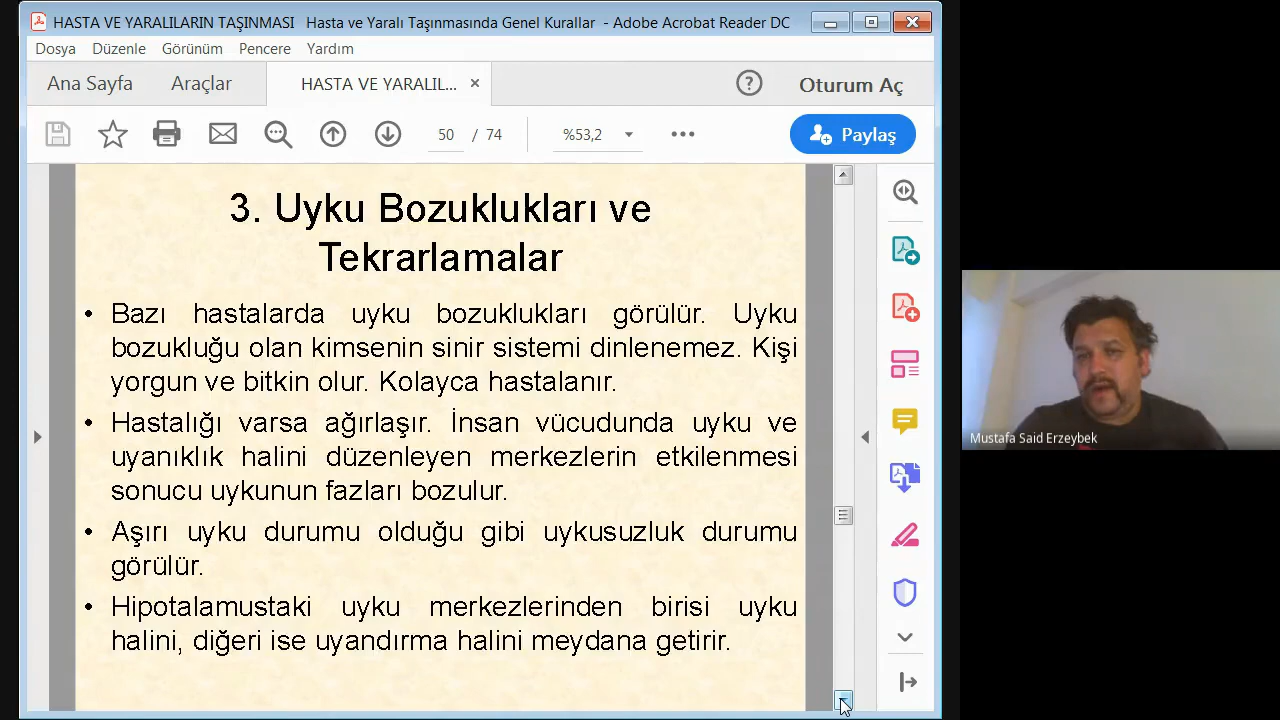 HASTA VE YARALILARIN TAŞINMASI Hasta ve Yaralı Taşınmasında Genel Kurallar - Adobe Acrobat Reader DC
Dosya Düzenle Görünüm Pencere Yardım
Ana Sayfa Araçlar HASTA VE YARALIL... × ? Oturum Aç
50 / 74 %53,2 Paylaş
3. Uyku Bozuklukları ve
Tekrarlamalar
• Bazı hastalarda uyku bozuklukları görülür. Uyku
bozukluğu olan kimsenin sinir sistemi dinlenemez. Kişi
yorgun ve bitkin olur. Kolayca hastalanır.
• Hastalığı varsa ağırlaşır. İnsan vücudunda uyku ve
uyanıklık halini düzenleyen merkezlerin etkilenmesi
sonucu uykunun fazları bozulur.
• Aşırı uyku durumu olduğu gibi uykusuzluk durumu
görülür.
• Hipotalamustaki uyku merkezlerinden birisi uyku
halini, diğeri ise uyandırma halini meydana getirir.
Mustafa Said Erzeybek